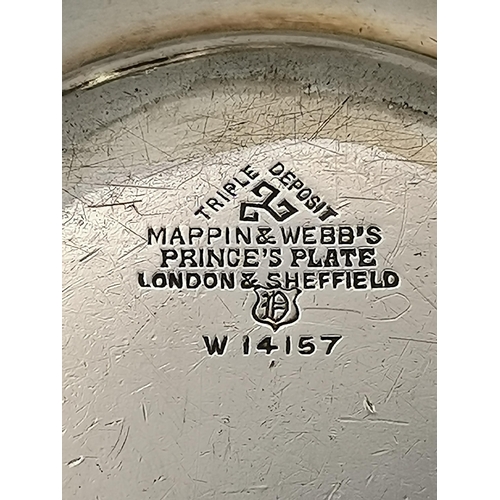 TRIPLE DEPOSIT
MAPPIN & WEBB'S
PRINCE'S PLATE
LONDON & SHEFFIELD
W 14157